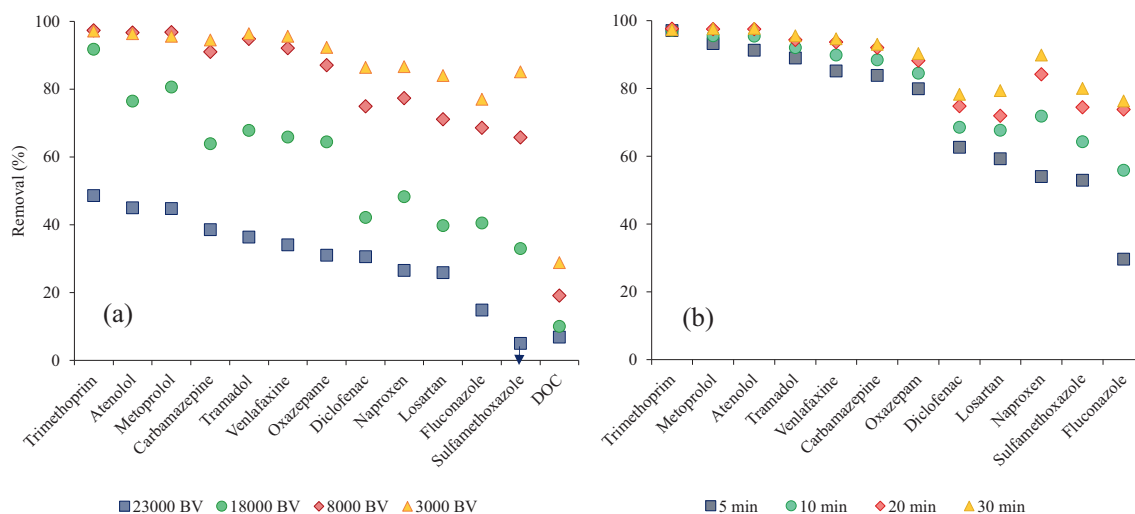 Removal (%)
100
80
60
40
20
0
(a)
Trimethoprim
Atenolol
Metoprolol
Carbamazepine
Tramadol
Venlafaxine
Oxazepame
Diclofenac
Naproxen
Losartan
Fluconazole
Sulfamethoxazole
DOC
23000 BV 18000 BV 8000 BV 3000 BV
100
80
60
40
20
0
(b)
Trimethoprim
Metoprolol
Atenolol
Tramadol
Venlafaxine
Carbamazepine
Oxazepam
Diclofenac
Losartan
Naproxen
Sulfamethoxazole
Fluconazole
5 min 10 min 20 min 30 min